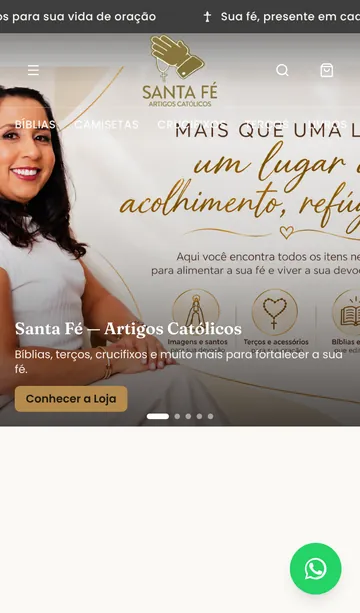 os para sua vida de oração
Sua fé, presente em cad
SANTA FÉ
ARTIGOS CATÓLICOS
BÍBLIAS
CAMISETAS
CRUCIFIXOS
MAIS QUE UMA L
um lugar
acolhimento, refú
Aqui você encontra todos os itens ne
para alimentar a sua fé e viver a sua devo
Imagens e santos
Terços e acessórios
Bíblias e
Santa Fé — Artigos Católicos
Bíblias, terços, crucifixos e muito mais para fortalecer a sua
fé.
Conhecer a Loja